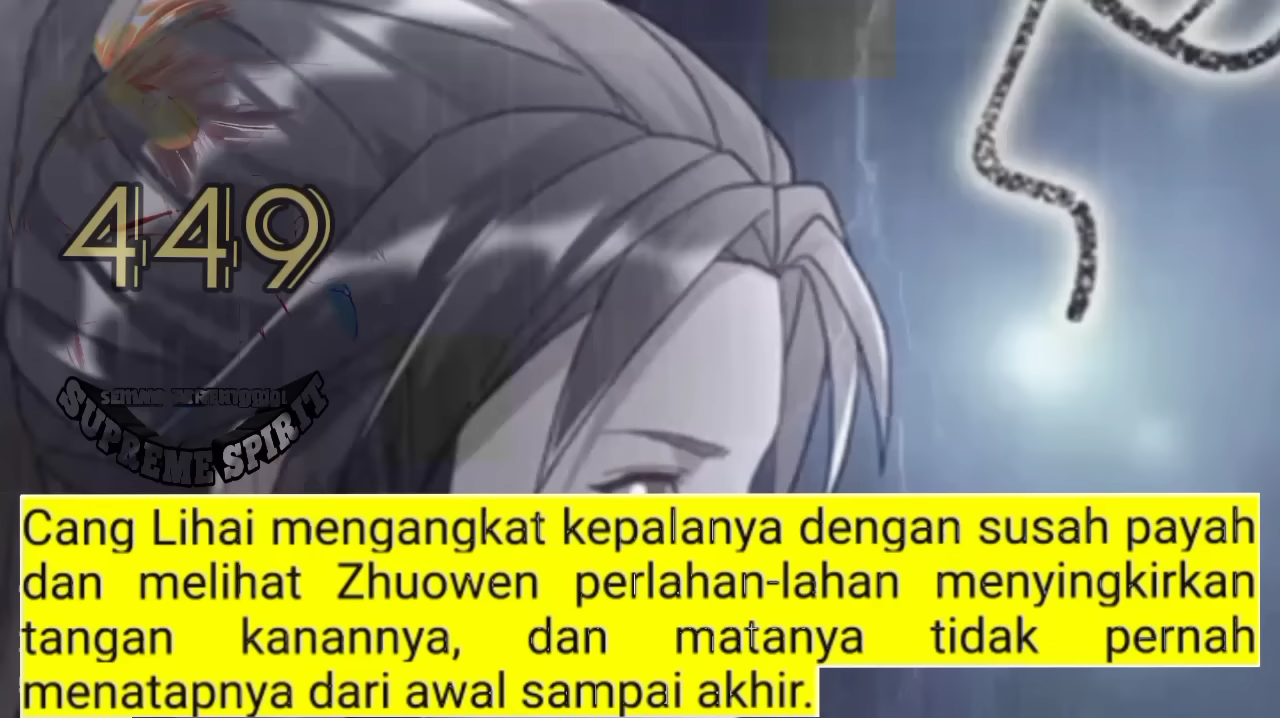 449
SUPREME SPIRIT
Cang Lihai mengangkat kepalanya dengan susah payah
dan melihat Zhuowen perlahan-lahan menyingkirkan
tangan kanannya, dan matanya tidak pernah
menatapnya dari awal sampai akhir.